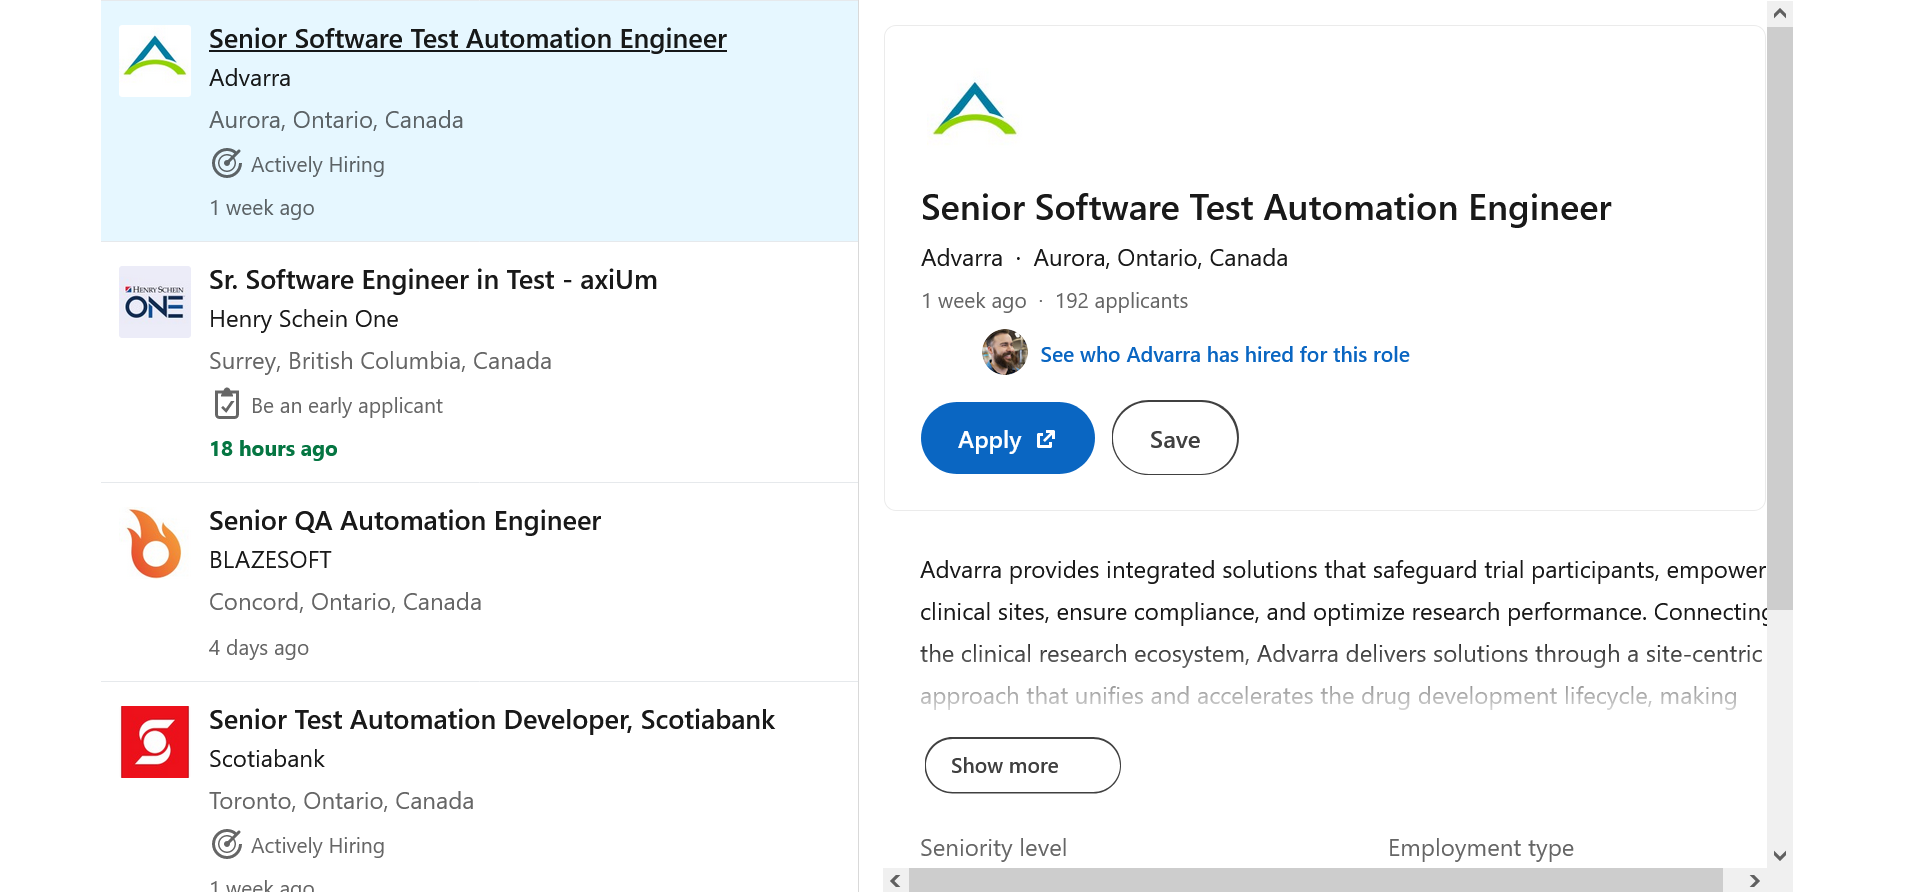 Senior Software Test Automation Engineer
Advarra
Aurora, Ontario, Canada
Actively Hiring
1 week ago
HENRY SCHEIN
ONE
Sr. Software Engineer in Test - axiUm
Henry Schein One
Surrey, British Columbia, Canada
Be an early applicant
18 hours ago
Senior QA Automation Engineer
BLAZESOFT
Concord, Ontario, Canada
4 days ago
Senior Test Automation Developer, Scotiabank
Scotiabank
Toronto, Ontario, Canada
Actively Hiring
1 week ago
Senior Software Test Automation Engineer
Advarra · Aurora, Ontario, Canada
1 week ago · 192 applicants
See who Advarra has hired for this role
Apply
Save
Advarra provides integrated solutions that safeguard trial participants, empower
clinical sites, ensure compliance, and optimize research performance. Connecting
the clinical research ecosystem, Advarra delivers solutions through a site-centric
approach that unifies and accelerates the drug development lifecycle, making
Show more
Seniority level
Employment type